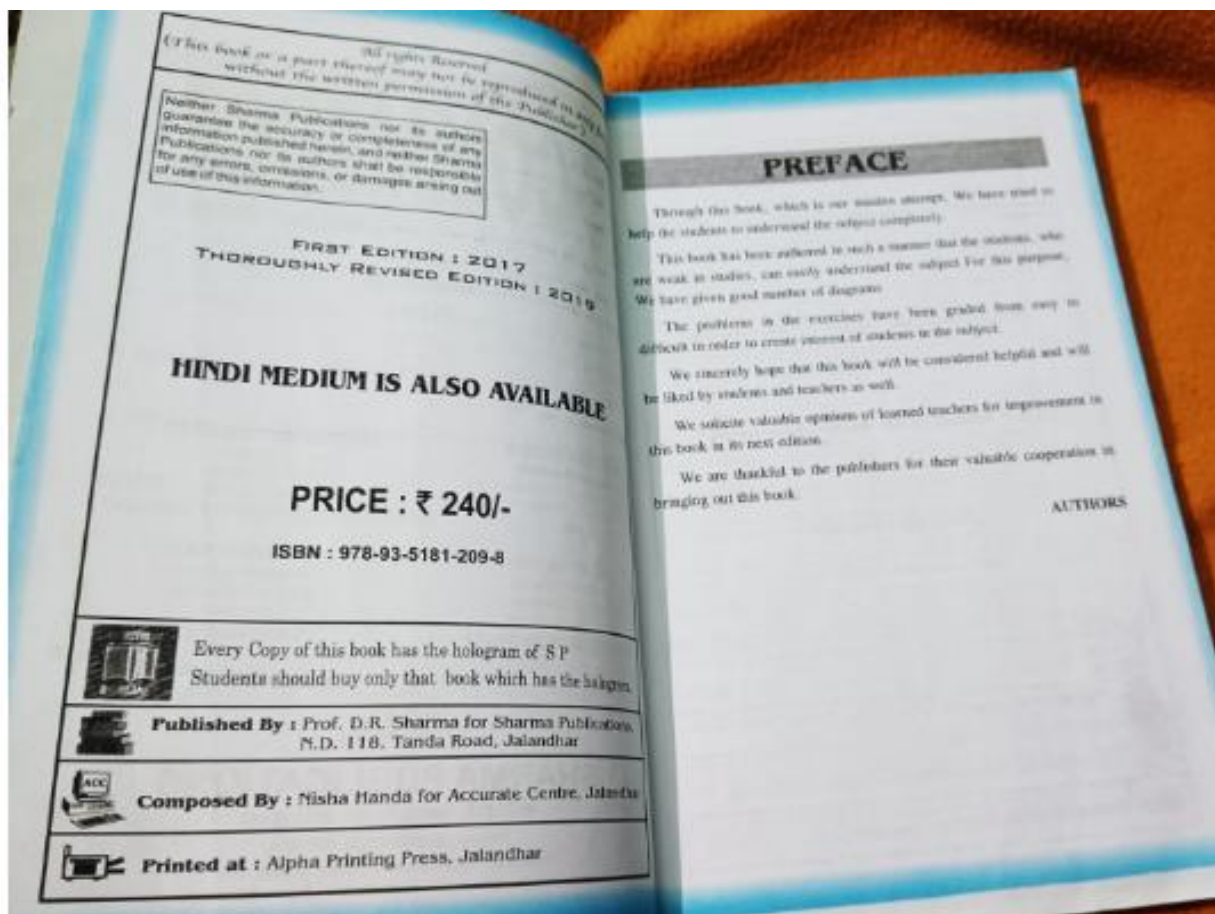 All rights Reserved
(This book or a part thereof may not be reproduced in any
without the written permission of the Publisher)
Neither Sharma Publications nor its authors
guarantee the accuracy or completeness of any
information published herein, and neither Sharma
Publications nor its authors shall be responsible
for any errors, omissions, or damages arising out
of use of this information.
FIRST EDITION : 2017
THOROUGHLY REVISED EDITION :
HINDI MEDIUM IS ALSO AVAILABLE
PRICE : ₹ 240/-
ISBN : 978-93-5181-209-8
Every Copy of this book has the hologram of S P
Students should buy only that book which has the
Published By : Prof. D.R. Sharma for Sharma Publications,
N.D. 118, Tanda Road, Jalandhar
ACC
Composed By : Nisha Handa for Accurate Centre, Jalandhar
Printed at : Alpha Printing Press, Jalandhar
PREFACE
Through this book, which is our maiden attempt, We have tried to
help the students to understand the subject completely.
This book has been authored in such a manner that the students, who
are weak in studies, can easily understand the subject For this purpose,
We have given good number of diagrams
The problems in the exercises have been graded from easy to
difficult in order to create interest of students in the subject.
We sincerely hope that this book will be considered helpful and will
be liked by students and teachers as well.
We solicite valuable opinions of learned teachers for improvement in
this book in its next edition.
We are thankful to the publishers for their valuable cooperation in
bringing out this book.
AUTHORS